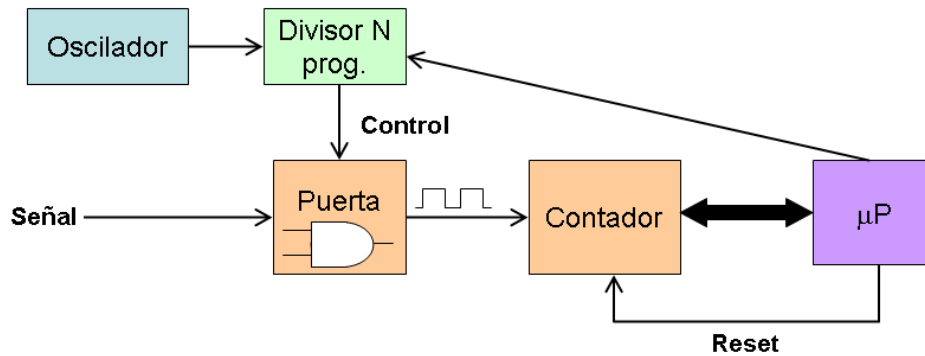 Oscilador
Divisor N
prog.
Control
Señal
Puerta
Contador
μP
Reset